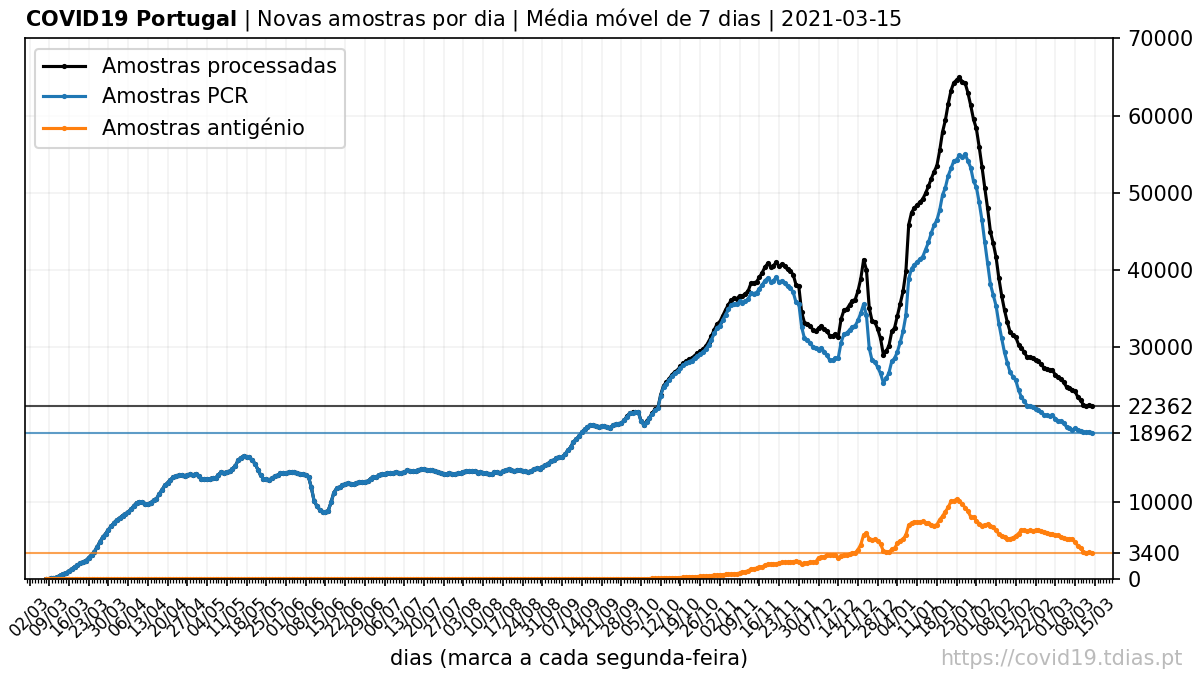 COVID19 Portugal | Novas amostras por dia | Média móvel de 7 dias | 2021-03-15
Amostras processadas
Amostras PCR
Amostras antigénio
70000
60000
50000
40000
30000
22362
18962
10000
3400
0
02/03 09/03 16/03 23/03 30/03 06/04 13/04 20/04 27/04 04/05 11/05 18/05 25/05 01/06 08/06 15/06 22/06 29/06 06/07 13/07 20/07 27/07 03/08 10/08 17/08 24/08 31/08 07/09 14/09 21/09 28/09 05/10 12/10 19/10 26/10 02/11 09/11 16/11 23/11 30/11 07/12 14/12 21/12 28/12 04/01 11/01 18/01 25/01 01/02 08/02 15/02 22/02 01/03 08/03 15/03
dias (marca a cada segunda-feira)
https://covid19.tdias.pt